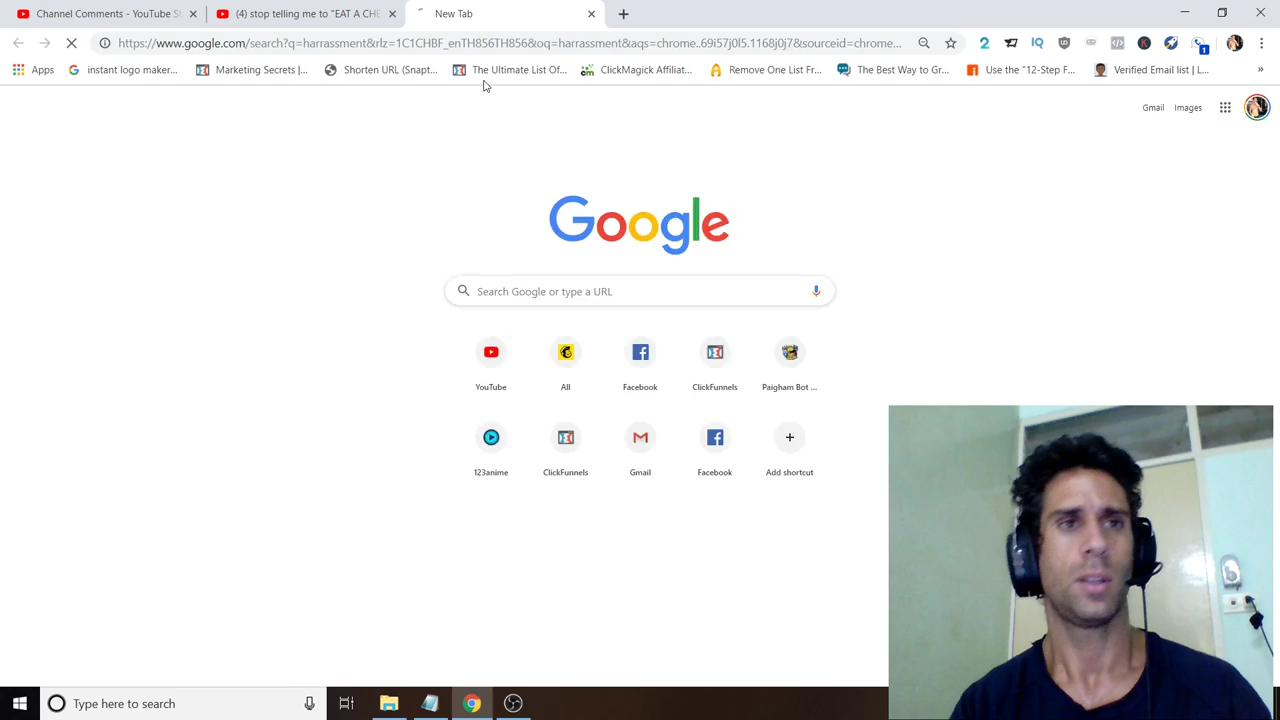 Channel Comments - YouTube St
(4) stop telling me to "EAT A CHE
New Tab
https://www.google.com/search?q=harrassment&rlz=1C1CHBF_enTH856TH856&oq=harrassment&aqs=chrome..69i57j0l5.1168j0j7&sourceid=chrome...
Apps
instant logo maker...
Marketing Secrets |...
Shorten URL (Snapt...
The Ultimate List Of...
ClickMagick Affiliat...
Remove One List Fr...
The Best Way to Gr...
Use the "12-Step F...
Verified Email list | L...
»
Gmail
Images
Google
Search Google or type a URL
YouTube
All
Facebook
ClickFunnels
Paigham Bot ...
123anime
ClickFunnels
Gmail
Facebook
Add shortcut
Type here to search